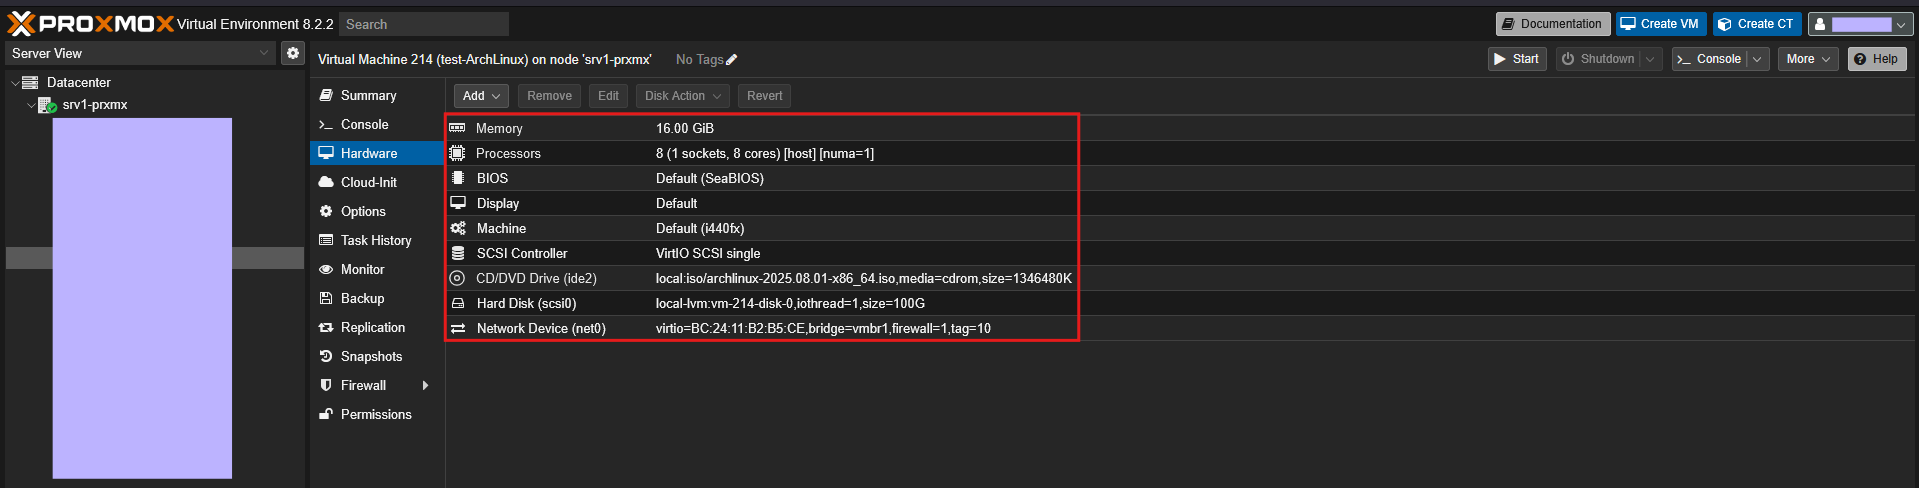 PROXMOX Virtual Environment 8.2.2 Search Documentation Create VM Create CT
Server View
Datacenter
srv1-prxmx
Virtual Machine 214 (test-ArchLinux) on node 'srv1-prxmx' No Tags Start Shutdown Console More Help
Summary
Console
Hardware
Cloud-Init
Options
Task History
Monitor
Backup
Replication
Snapshots
Firewall
Permissions
Add Remove Edit Disk Action Revert
Memory 16.00 GiB
Processors 8 (1 sockets, 8 cores) [host] [numa=1]
BIOS Default (SeaBIOS)
Display Default
Machine Default (i440fx)
SCSI Controller VirtIO SCSI single
CD/DVD Drive (ide2) local:iso/archlinux-2025.08.01-x86_64.iso,media=cdrom,size=1346480K
Hard Disk (scsi0) local-lvm:vm-214-disk-0,iothread=1,size=100G
Network Device (net0) virtio=BC:24:11:B2:B5:CE,bridge=vmbr1,firewall=1,tag=10